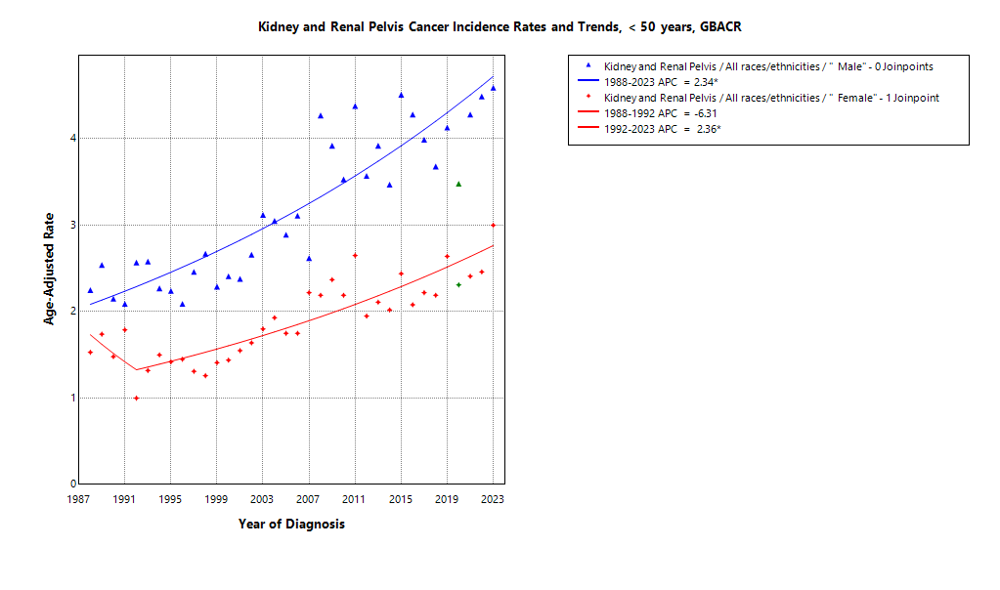 Kidney and Renal Pelvis Cancer Incidence Rates and Trends, < 50 years, GBACR
Kidney and Renal Pelvis / All races/ethnicities / " Male" - 0 Joinpoints
1988-2023 APC = 2.34*
Kidney and Renal Pelvis / All races/ethnicities / " Female" - 1 Joinpoint
1988-1992 APC = -6.31
1992-2023 APC = 2.36*
Age-Adjusted Rate
4
3
2
1
0
1987 1991 1995 1999 2003 2007 2011 2015 2019 2023
Year of Diagnosis